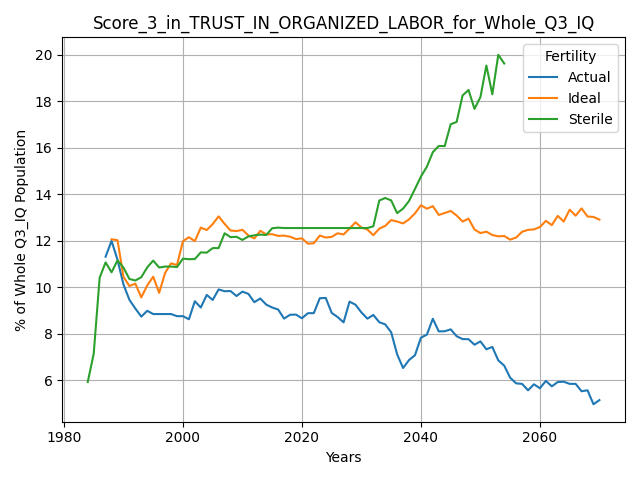 Score_3_in_TRUST_IN_ORGANIZED_LABOR_for_Whole_Q3_IQ
% of Whole Q3_IQ Population
20
18
16
14
12
10
8
6
Fertility
Actual
Ideal
Sterile
1980 2000 2020 2040 2060
Years